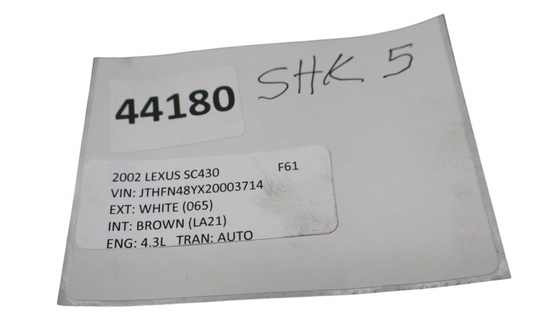 44180 SHK 5
2002 LEXUS SC430 F61
VIN: JTHFN48YX20003714
EXT: WHITE (065)
INT: BROWN (LA21)
ENG: 4.3L TRAN: AUTO